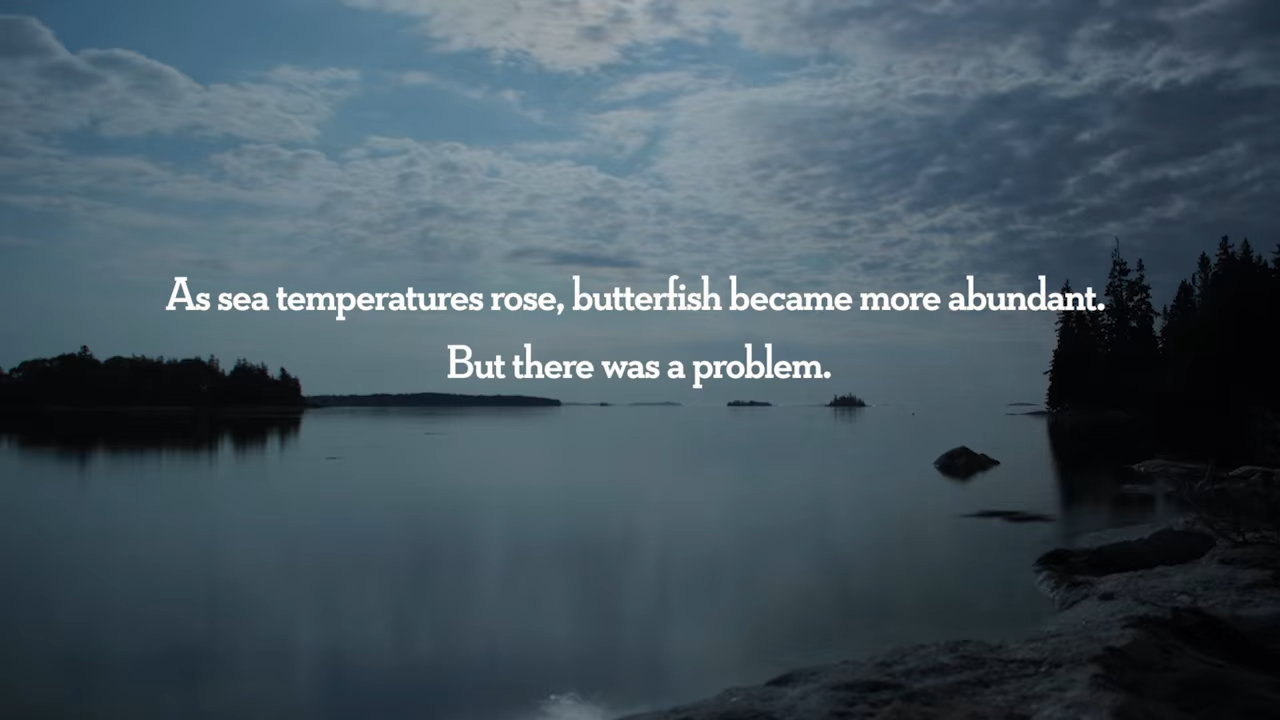 As sea temperatures rose, butterfish became more abundant.
But there was a problem.